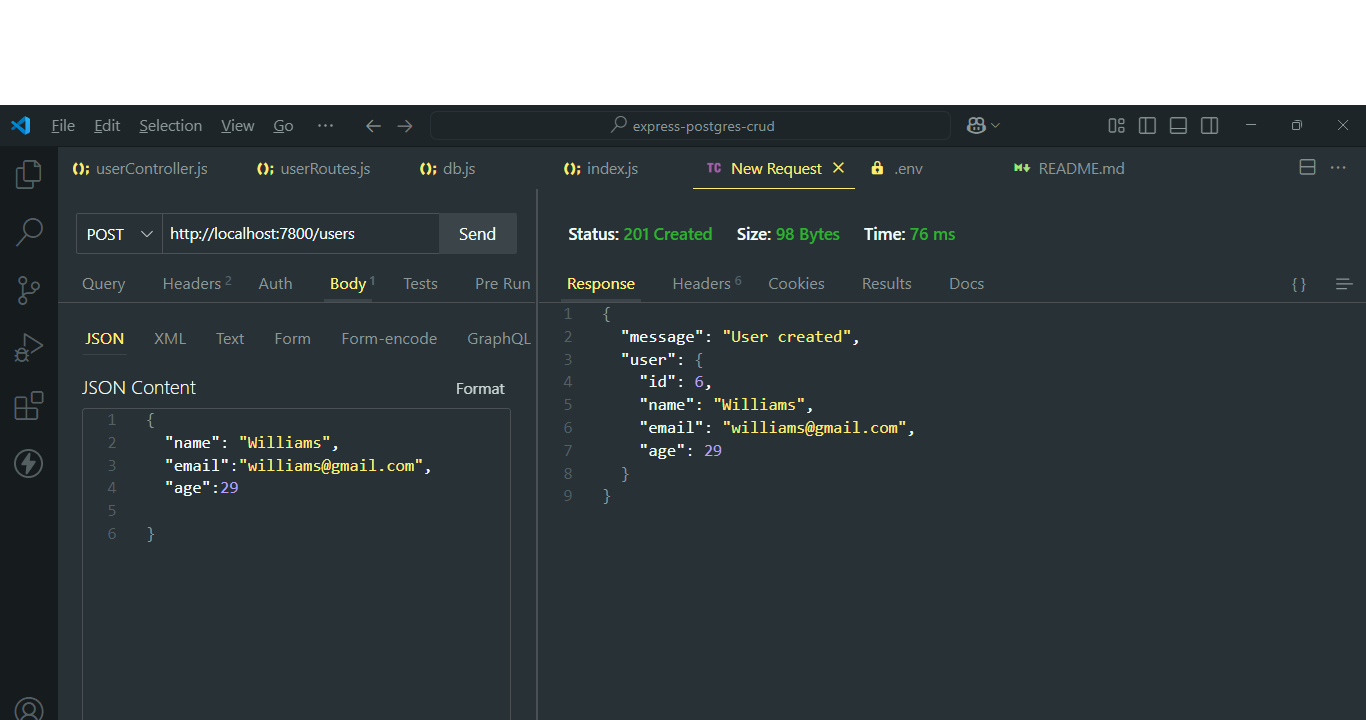 File Edit Selection View Go ··· express-postgres-crud
userController.js userRoutes.js db.js index.js TC New Request .env README.md
POST http://localhost:7800/users Send
Status: 201 Created Size: 98 Bytes Time: 76 ms
Query Headers 2 Auth Body 1 Tests Pre Run
Response Headers 6 Cookies Results Docs { }
JSON XML Text Form Form-encode GraphQL
JSON Content Format
1 {
2 "name": "Williams",
3 "email":"williams@gmail.com",
4 "age":29
5
6 }
1 {
2 "message": "User created",
3 "user": {
4 "id": 6,
5 "name": "Williams",
6 "email": "williams@gmail.com",
7 "age": 29
8 }
9 }